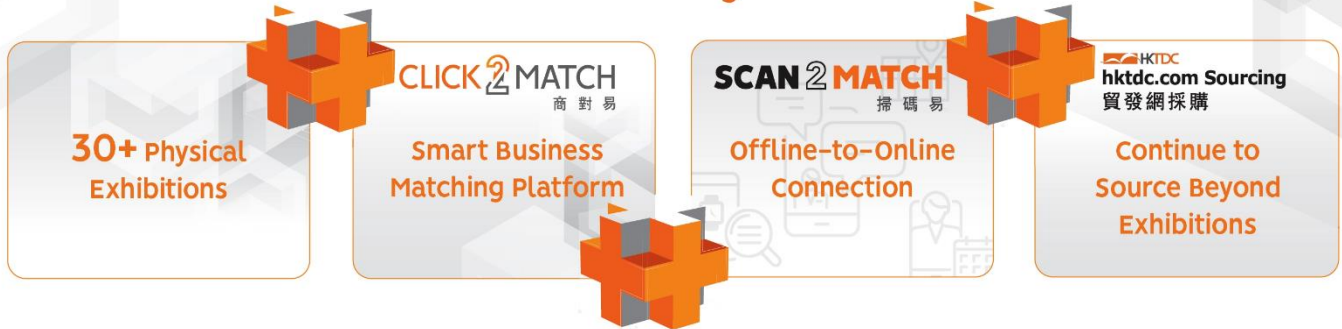 30+ Physical
Exhibitions
CLICK2MATCH
商對易
Smart Business
Matching Platform
SCAN2MATCH
掃碼易
Offline-to-Online
Connection
HKTDC
hktdc.com Sourcing
貿發網採購
Continue to
Source Beyond
Exhibitions